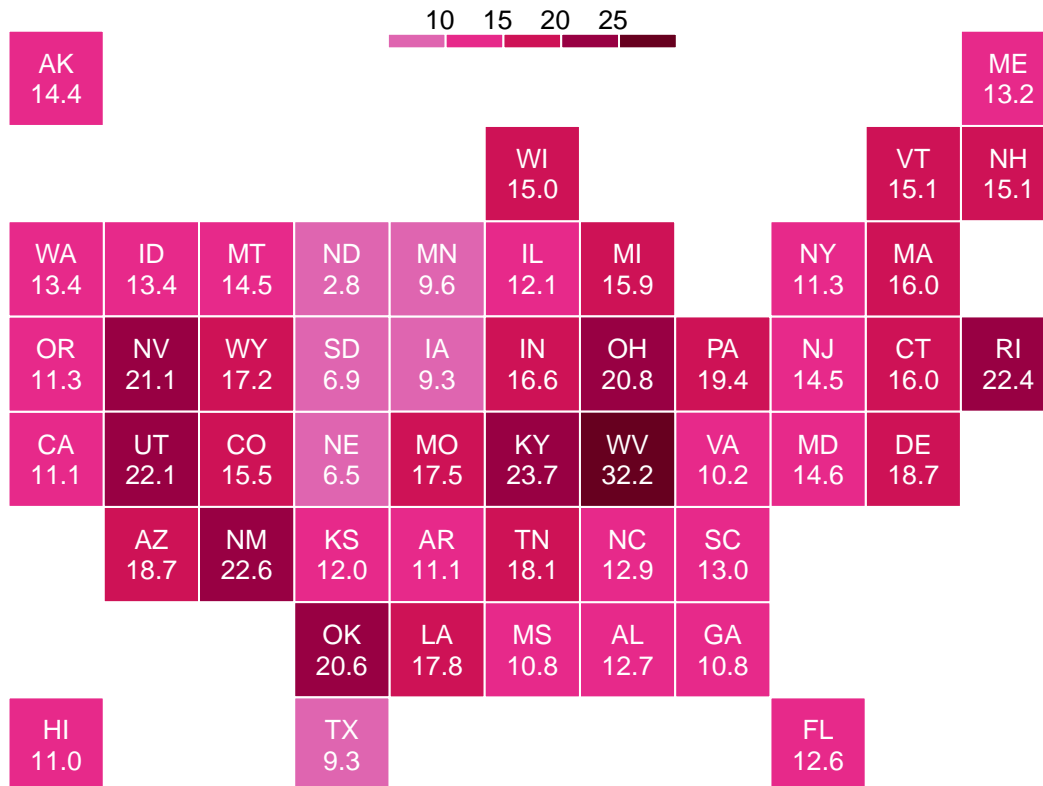 10 15 20 25
AK
14.4
ME
13.2
WI
15.0
VT
15.1
NH
15.1
WA
13.4
ID
13.4
MT
14.5
ND
2.8
MN
9.6
IL
12.1
MI
15.9
NY
11.3
MA
16.0
OR
11.3
NV
21.1
WY
17.2
SD
6.9
IA
9.3
IN
16.6
OH
20.8
PA
19.4
NJ
14.5
CT
16.0
RI
22.4
CA
11.1
UT
22.1
CO
15.5
NE
6.5
MO
17.5
KY
23.7
WV
32.2
VA
10.2
MD
14.6
DE
18.7
AZ
18.7
NM
22.6
KS
12.0
AR
11.1
TN
18.1
NC
12.9
SC
13.0
OK
20.6
LA
17.8
MS
10.8
AL
12.7
GA
10.8
HI
11.0
TX
9.3
FL
12.6